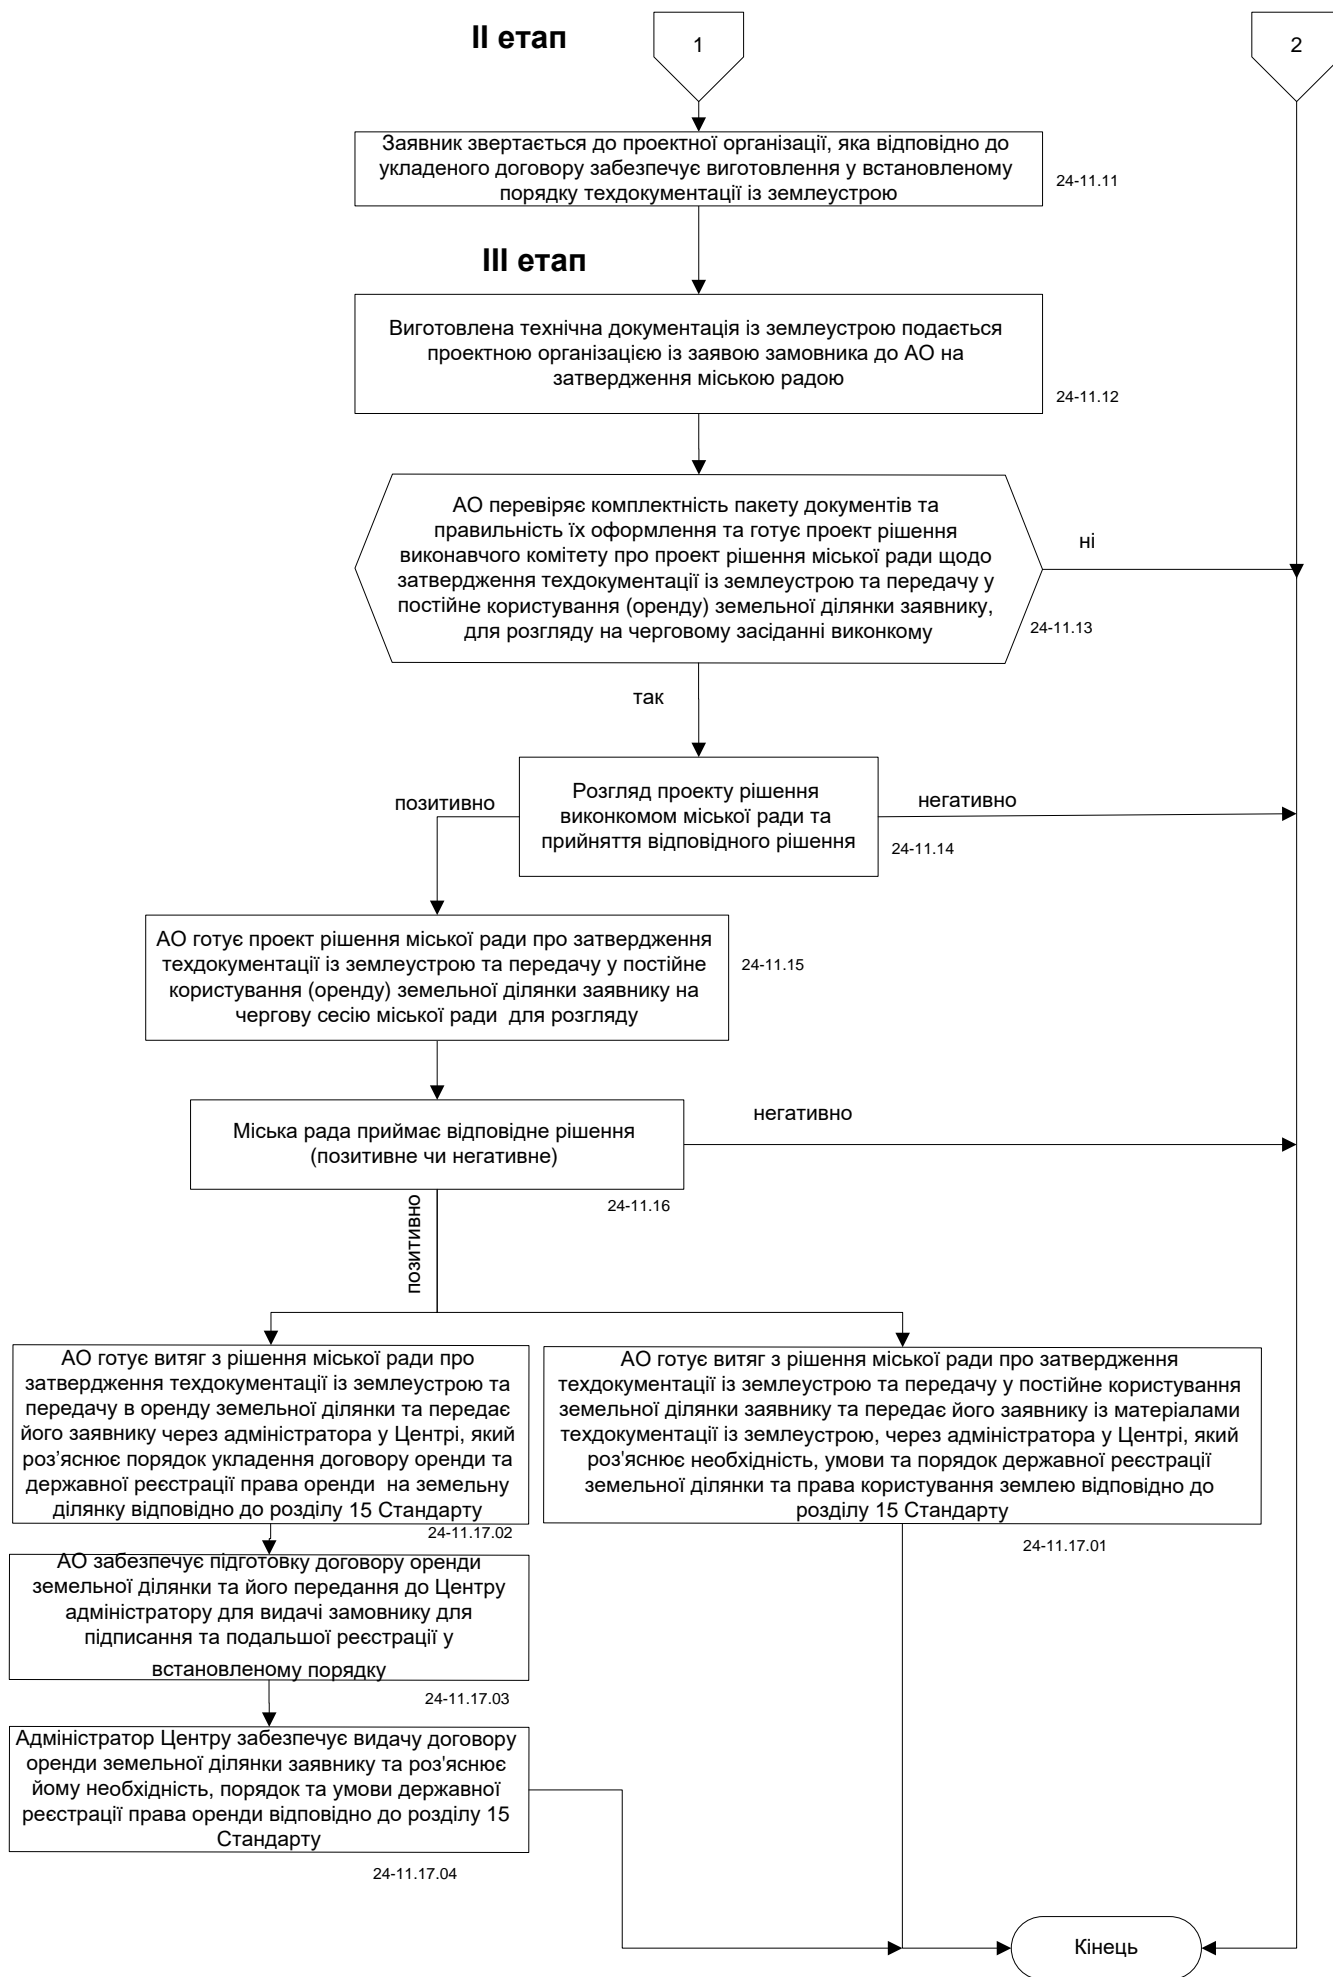 II етап
1
2
Заявник звертається до проектної організації, яка відповідно до
укладеного договору забезпечує виготовлення у встановленому
порядку техдокументації із землеустрою
24-11.11
III етап
Виготовлена технічна документація із землеустрою подається
проектною організацією із заявою замовника до АО на
затвердження міською радою
24-11.12
АО перевіряє комплектність пакету документів та
правильність їх оформлення та готує проект рішення
виконавчого комітету про проект рішення міської ради щодо
затвердження техдокументації із землеустрою та передачу у
постійне користування (оренду) земельної ділянки заявнику,
для розгляду на черговому засіданні виконкому
ні
24-11.13
так
Розгляд проекту рішення
виконкомом міської ради та
прийняття відповідного рішення
позитивно
негативно
24-11.14
АО готує проект рішення міської ради про затвердження
техдокументації із землеустрою та передачу у постійне
користування (оренду) земельної ділянки заявнику на
чергову сесію міської ради  для розгляду
24-11.15
Міська рада приймає відповідне рішення
(позитивне чи негативне)
негативно
24-11.16
позитивно
АО готує витяг з рішення міської ради про
затвердження техдокументації із землеустрою та
передачу в оренду земельної ділянки та передає
його заявнику через адміністратора у Центрі, який
роз’яснює порядок укладення договору оренди та
державної реєстрації права оренди  на земельну
ділянку відповідно до розділу 15 Стандарту
24-11.17.02
АО готує витяг з рішення міської ради про затвердження
техдокументації із землеустрою та передачу у постійне користування
земельної ділянки заявнику та передає його заявнику із матеріалами
техдокументації із землеустрою, через адміністратора у Центрі, який
роз'яснює необхідність, умови та порядок державної реєстрації
земельної ділянки та права користування землею відповідно до
розділу 15 Стандарту
24-11.17.01
АО забезпечує підготовку договору оренди
земельної ділянки та його передання до Центру
адміністратору для видачі замовнику для
підписання та подальшої реєстрації у
встановленому порядку
24-11.17.03
Адміністратор Центру забезпечує видачу договору
оренди земельної ділянки заявнику та роз'яснює
йому необхідність, порядок та умови державної
реєстрації права оренди відповідно до розділу 15
Стандарту
24-11.17.04
Кінець